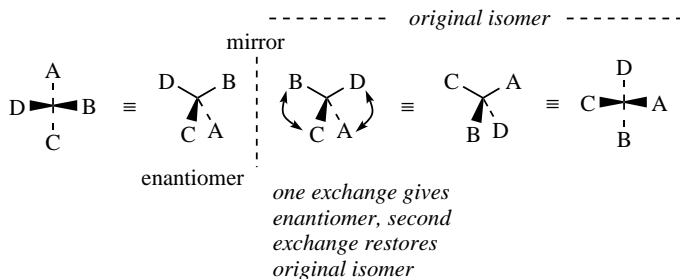 original isomer
mirror
A
D B
C
≡
D B
C A
B D
C A
≡
C A
B D
≡
D
C A
B
enantiomer
one exchange gives
enantiomer, second
exchange restores
original isomer